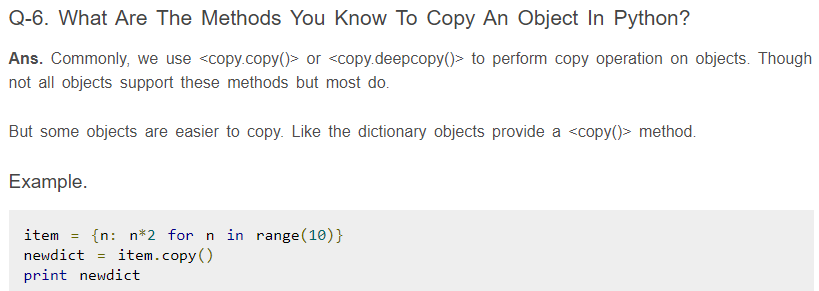 Q-6. What Are The Methods You Know To Copy An Object In Python?
Ans. Commonly, we use <copy.copy()> or <copy.deepcopy()> to perform copy operation on objects. Though
not all objects support these methods but most do.
But some objects are easier to copy. Like the dictionary objects provide a <copy()> method.
Example.
item = {n: n*2 for n in range(10)}
newdict = item.copy()
print newdict